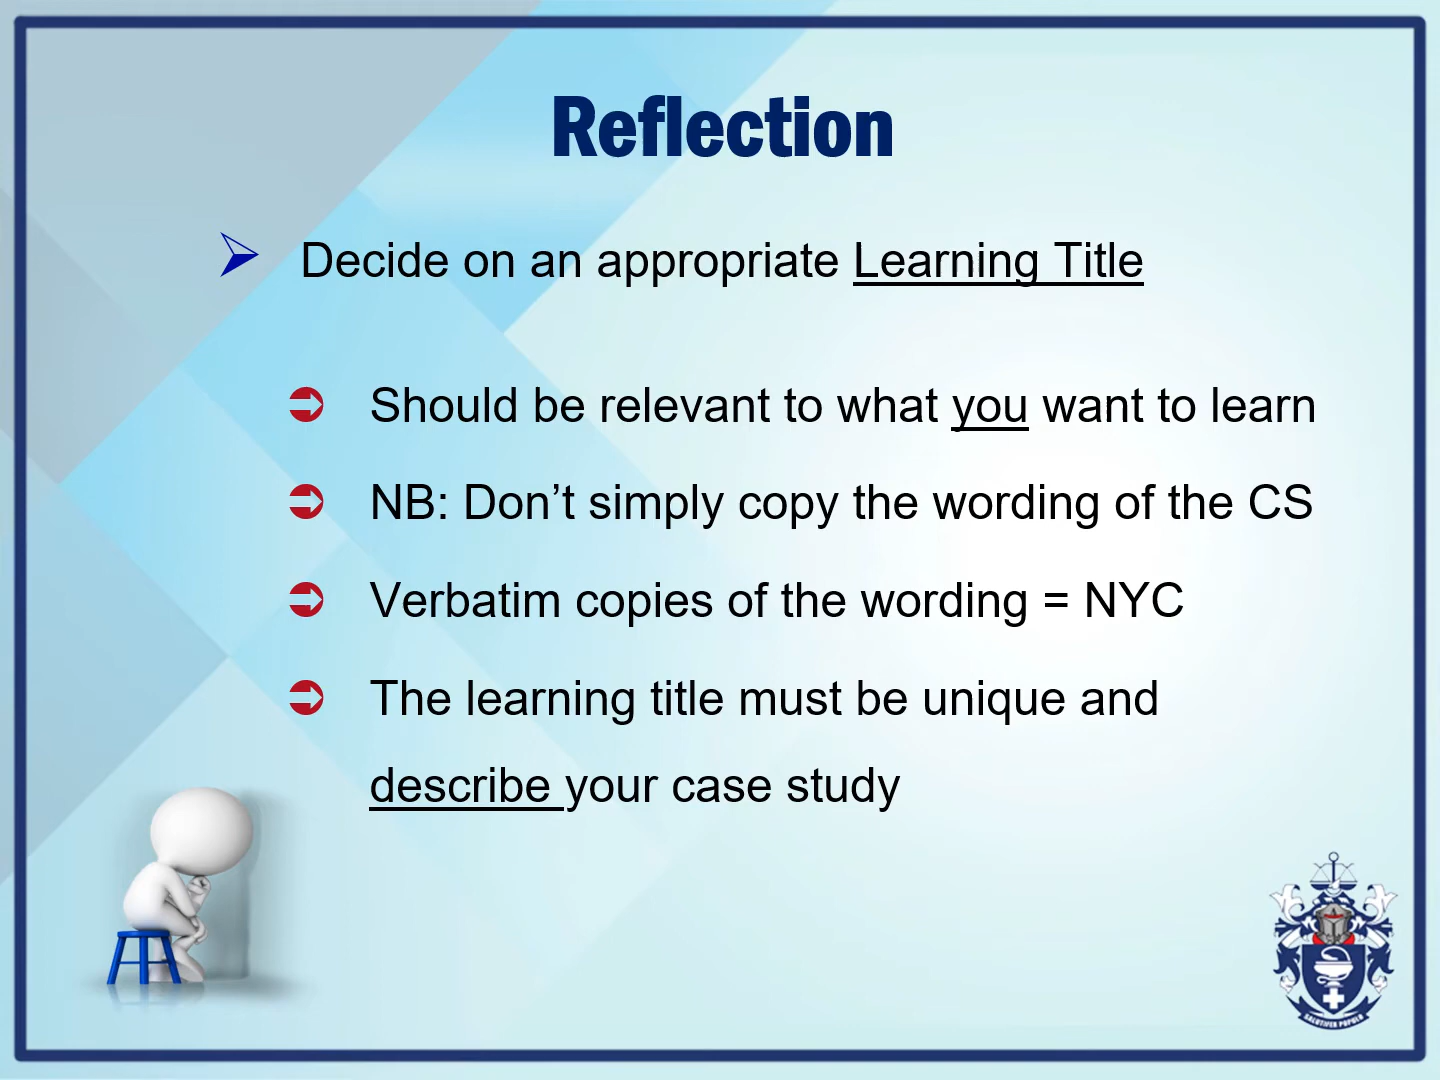 Reflection
Decide on an appropriate Learning Title
Should be relevant to what you want to learn
NB: Don’t simply copy the wording of the CS
Verbatim copies of the wording = NYC
The learning title must be unique and
describe your case study
SALUTIFER POPULO